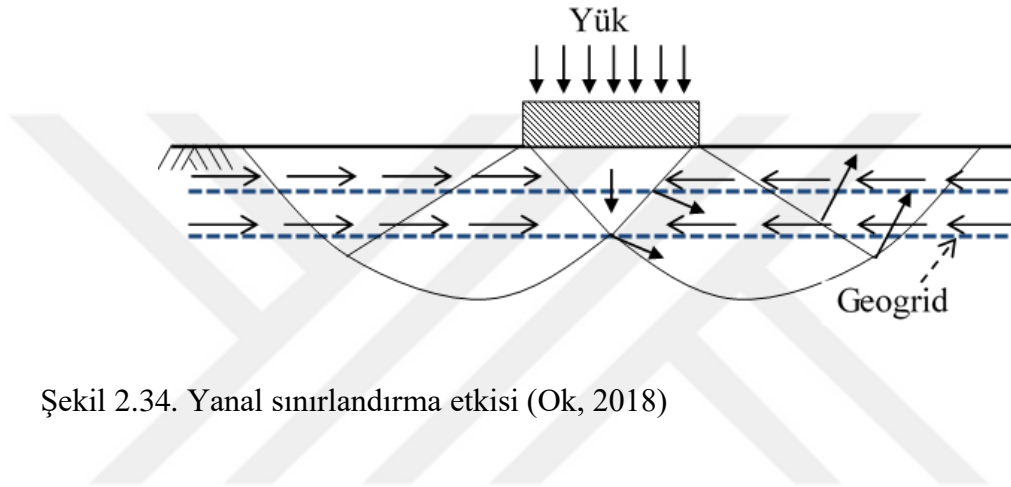 Yük
Geogrid
Şekil 2.34. Yanal sınırlandırma etkisi (Ok, 2018)